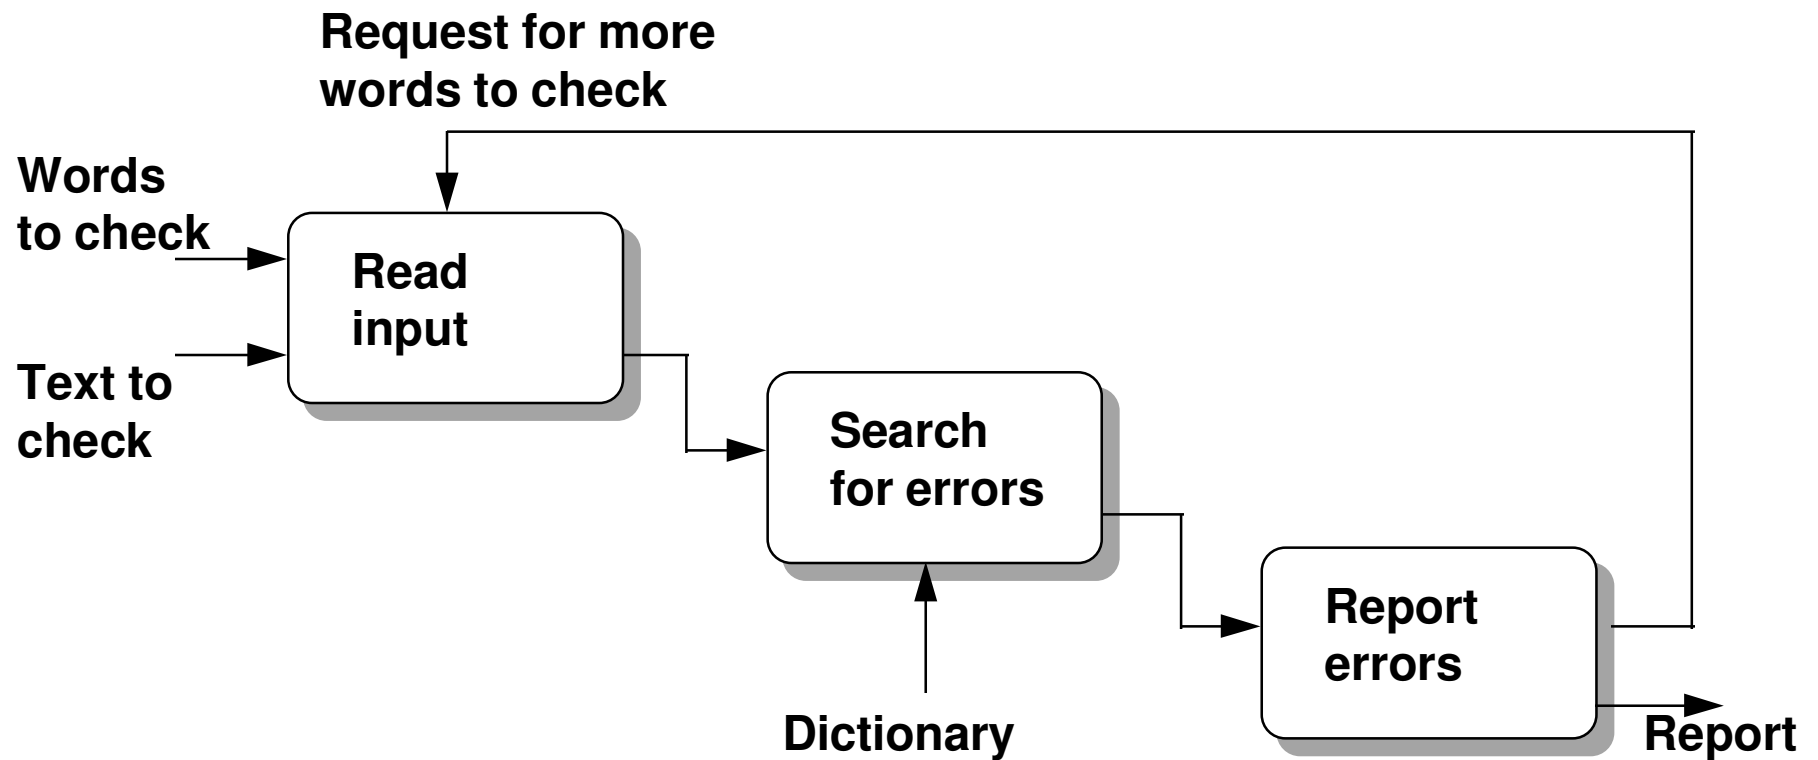 Request for more
words to check
Words
to check
Read
input
Text to
check
Search
for errors
Report
errors
Dictionary
Report